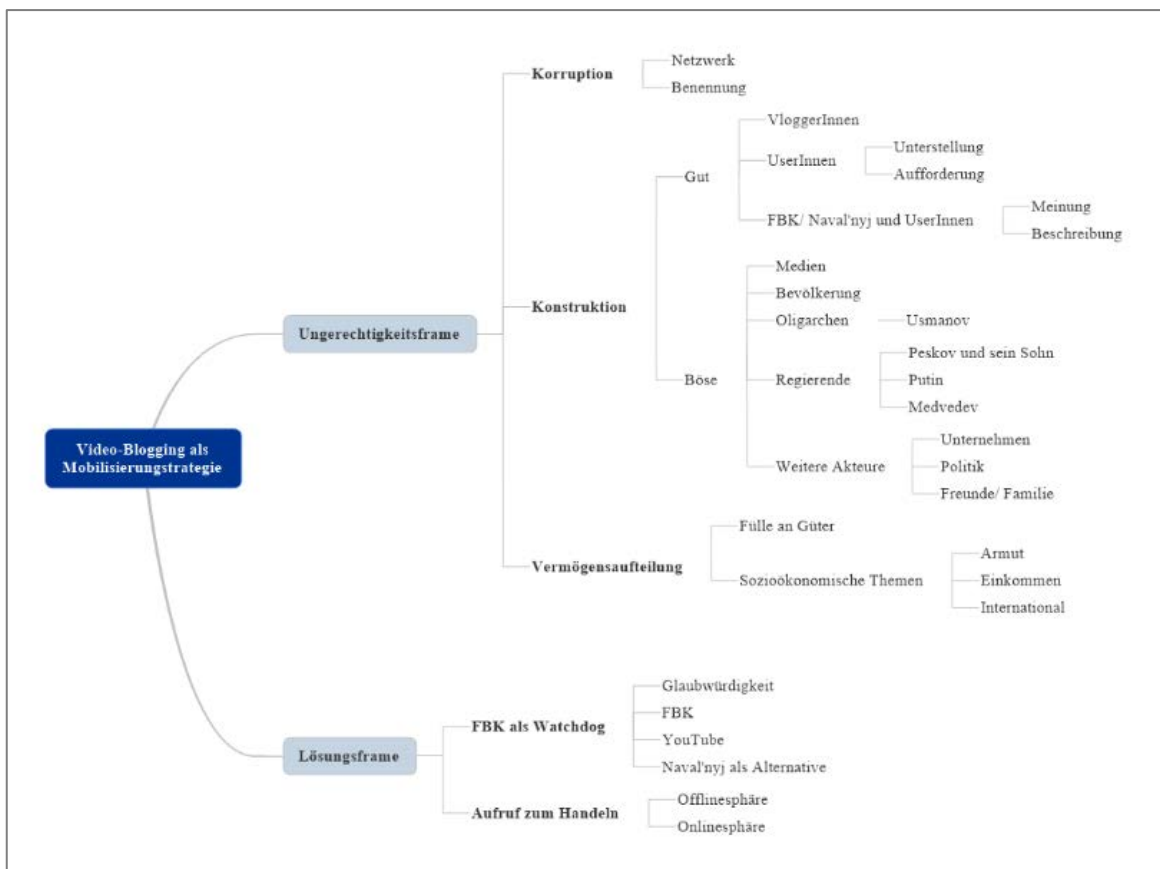 Video-Blogging als
Mobilisierungstrategie
Ungerechtigkeitsframe
Korruption
Netzwerk
Benennung
Konstruktion
Gut
VloggerInnen
UserInnen
Unterstellung
Aufforderung
FBK/ Naval'nyj und UserInnen
Meinung
Beschreibung
Böse
Medien
Bevölkerung
Oligarchen
Usmanov
Regierende
Peskov und sein Sohn
Putin
Medvedev
Weitere Akteure
Unternehmen
Politik
Freunde/ Familie
Vermögensaufteilung
Fülle an Güter
Sozioökonomische Themen
Armut
Einkommen
International
Lösungsframe
FBK als Watchdog
Glaubwürdigkeit
FBK
YouTube
Naval'nyj als Alternative
Aufruf zum Handeln
Offlinesphäre
Onlinesphäre